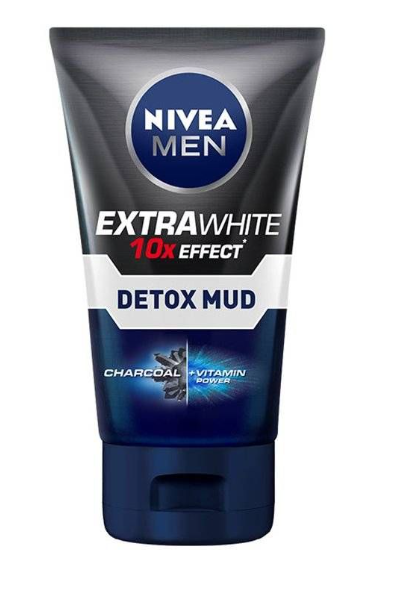 NIVEA
MEN
EXTRAWHITE
10x EFFECT*
DETOX MUD
CHARCOAL +VITAMIN
POWER